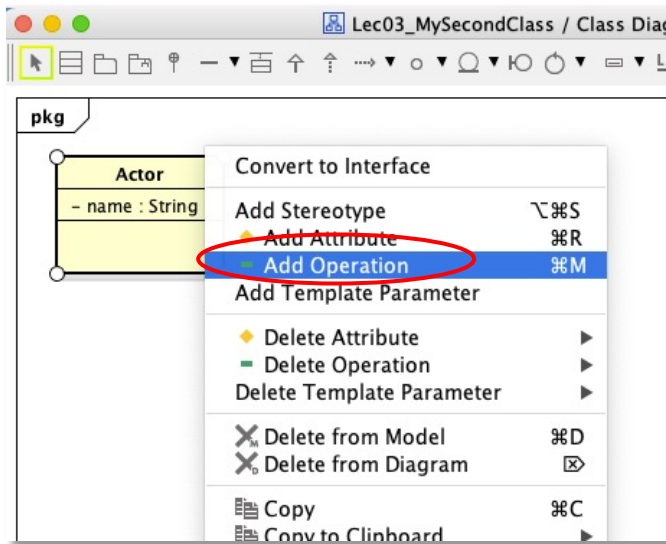 Lec03_MySecondClass / Class Diag
pkg
Actor
- name : String
Convert to Interface
Add Stereotype ⌥⌘S
Add Attribute ⌘R
Add Operation ⌘M
Add Template Parameter
Delete Attribute ▶
Delete Operation ▶
Delete Template Parameter ▶
Delete from Model ⌘D
Delete from Diagram ⌦
Copy ⌘C
Copy to Clipboard ▶